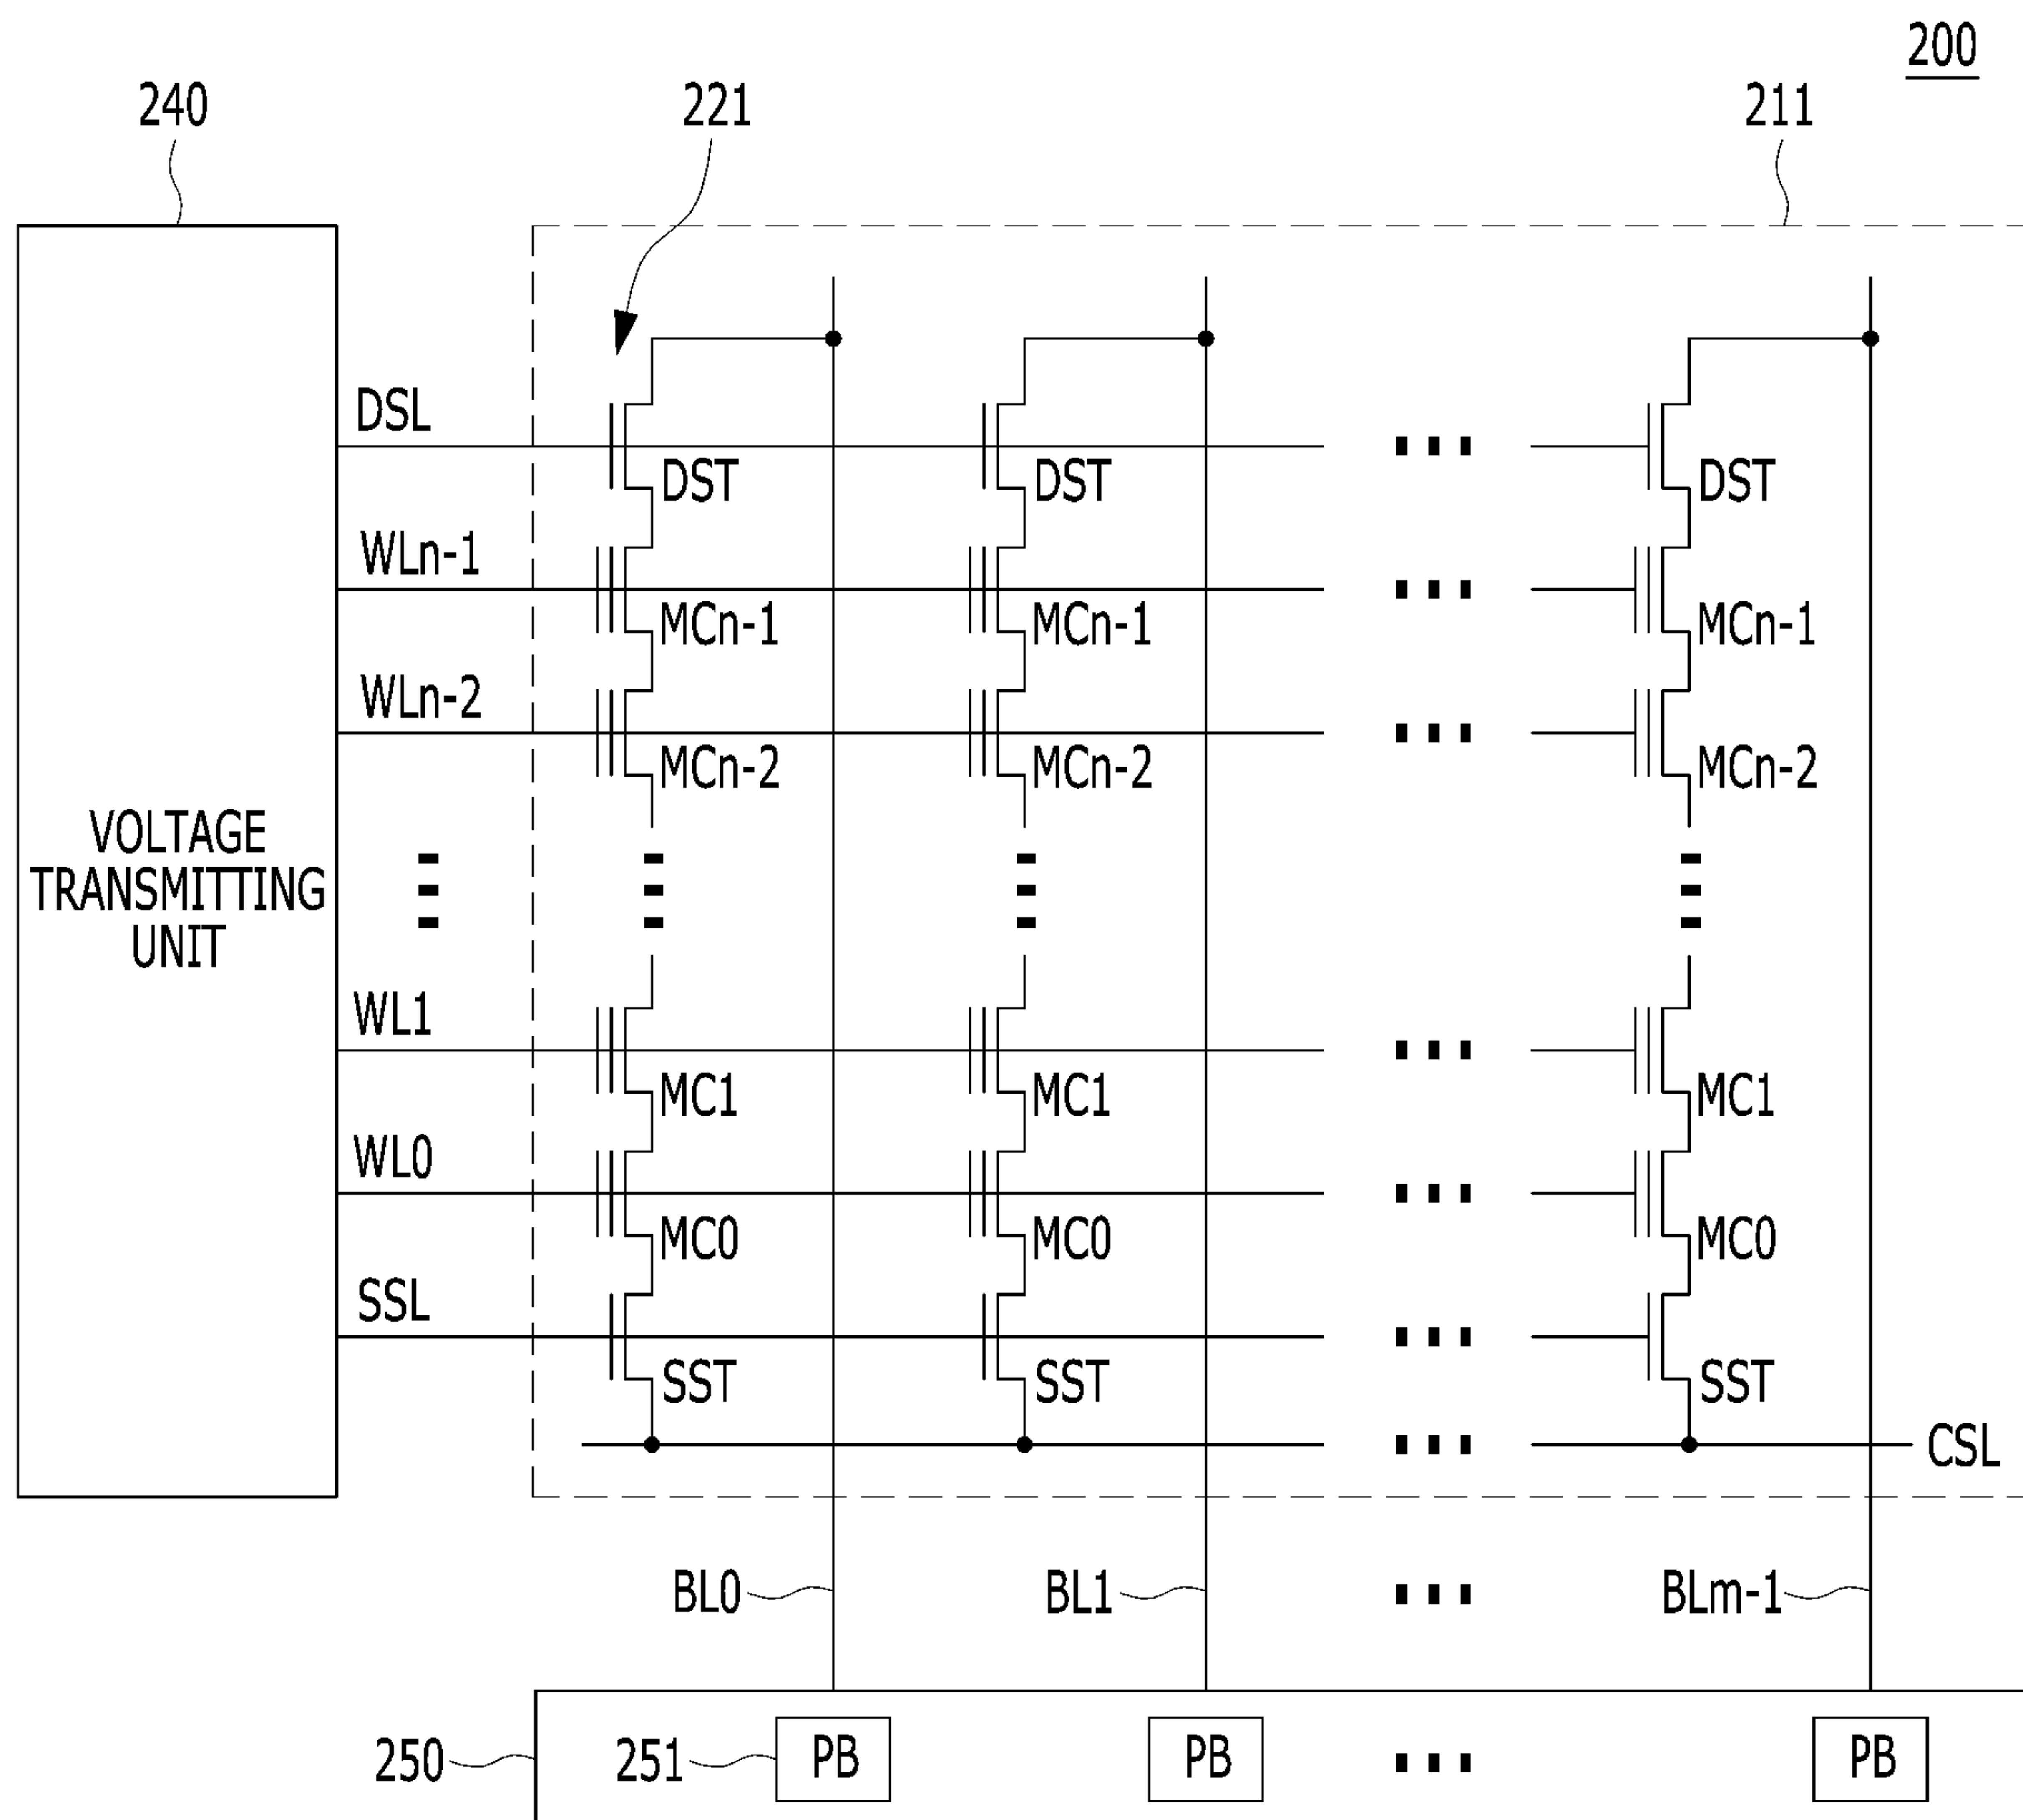 200
240
221
211
DSL
DST DST DST
WLn-1
MCn-1 MCn-1 MCn-1
WLn-2
MCn-2 MCn-2 MCn-2
VOLTAGE
TRANSMITTING
UNIT
WL1
MC1 MC1 MC1
WL0
MC0 MC0 MC0
SSL
SST SST SST
CSL
BL0 BL1 BLm-1
250 251 PB PB PB